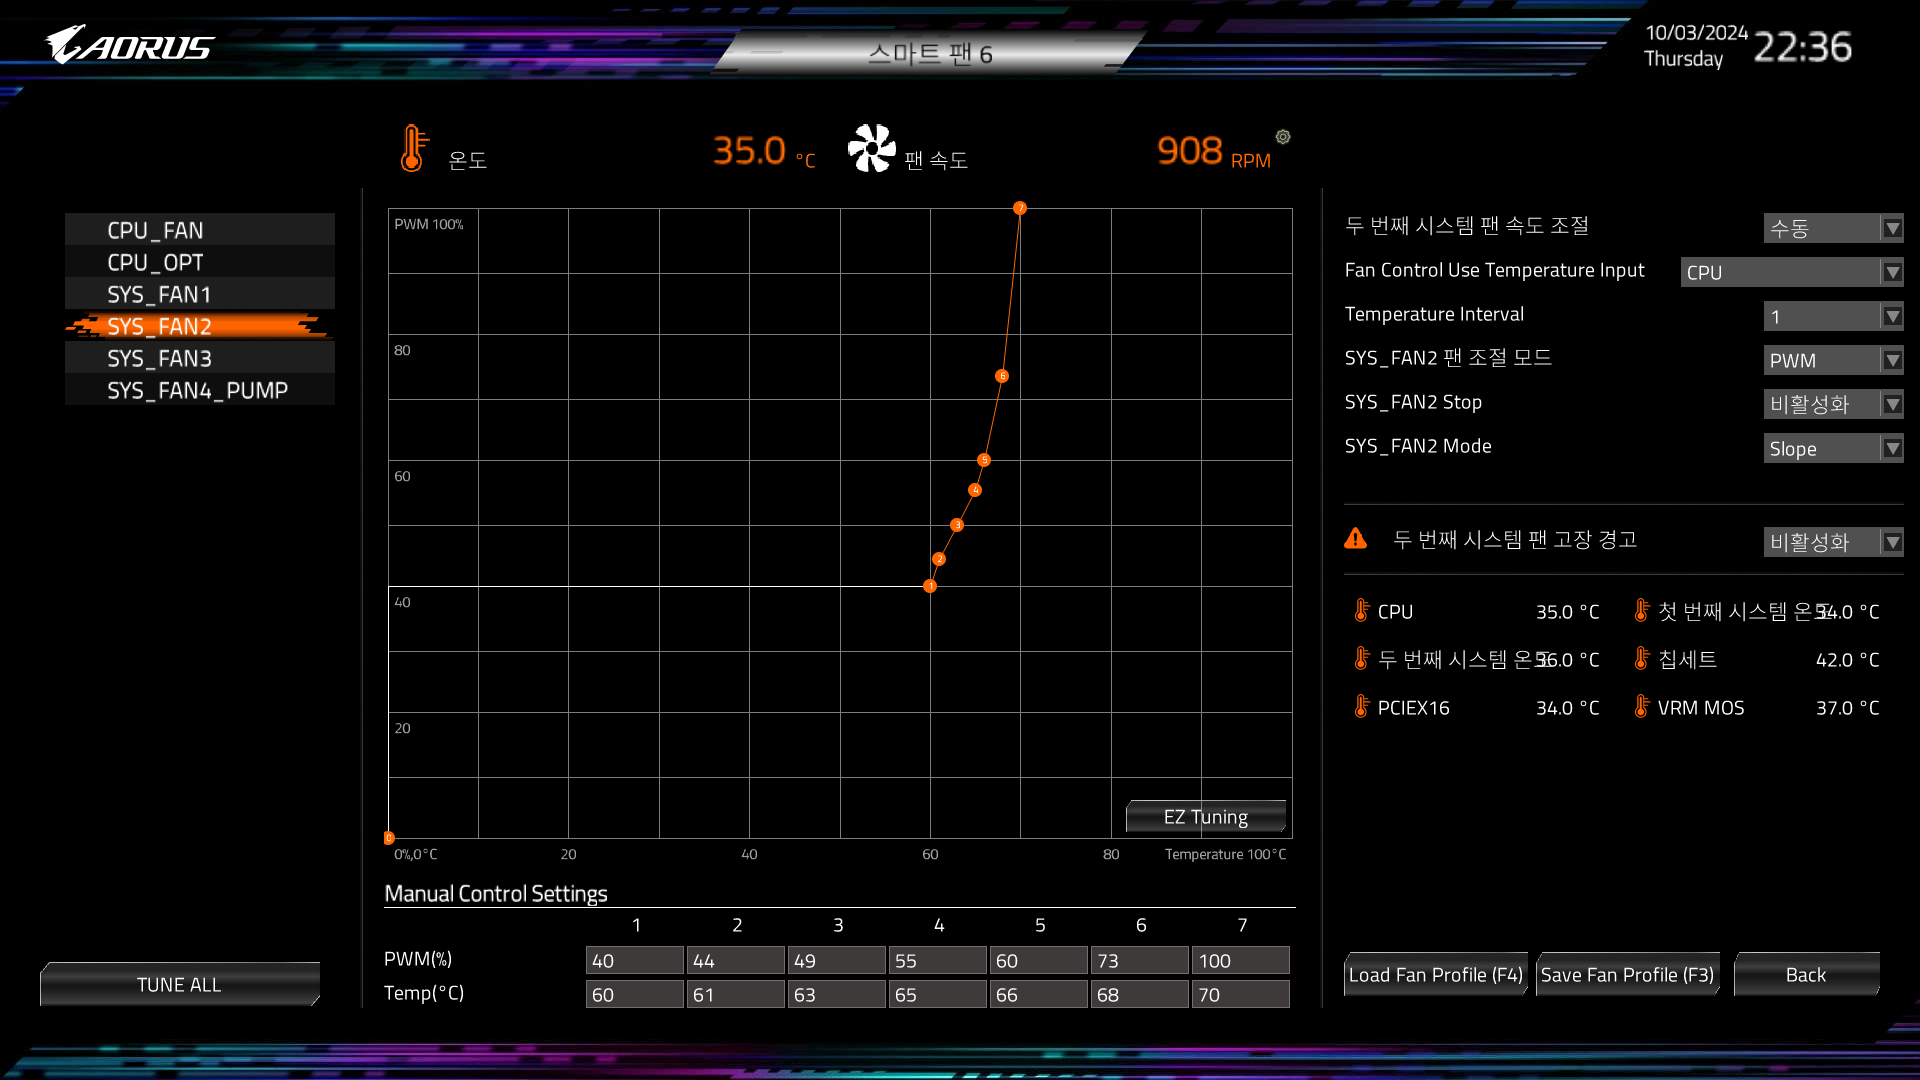 AORUS
스마트 팬 6
10/03/2024
Thursday
22:36
온도
35.0 °C
팬 속도
908 RPM
CPU_FAN
CPU_OPT
SYS_FAN1
SYS_FAN2
SYS_FAN3
SYS_FAN4_PUMP
TUNE ALL
PWM 100%
80
60
40
20
0 1 2 3 4 5 6 7
EZ Tuning
0%,0°C 20 40 60 80 Temperature 100°C
Manual Control Settings
1 2 3 4 5 6 7
PWM(%) 40 44 49 55 60 73 100
Temp(°C) 60 61 63 65 66 68 70
두 번째 시스템 팬 속도 조절 수동
Fan Control Use Temperature Input CPU
Temperature Interval 1
SYS_FAN2 팬 조절 모드 PWM
SYS_FAN2 Stop 비활성화
SYS_FAN2 Mode Slope
두 번째 시스템 팬 고장 경고 비활성화
CPU 35.0 °C 첫 번째 시스템 온도 34.0 °C
두 번째 시스템 온도 36.0 °C 칩세트 42.0 °C
PCIEX16 34.0 °C VRM MOS 37.0 °C
Load Fan Profile (F4) Save Fan Profile (F3) Back